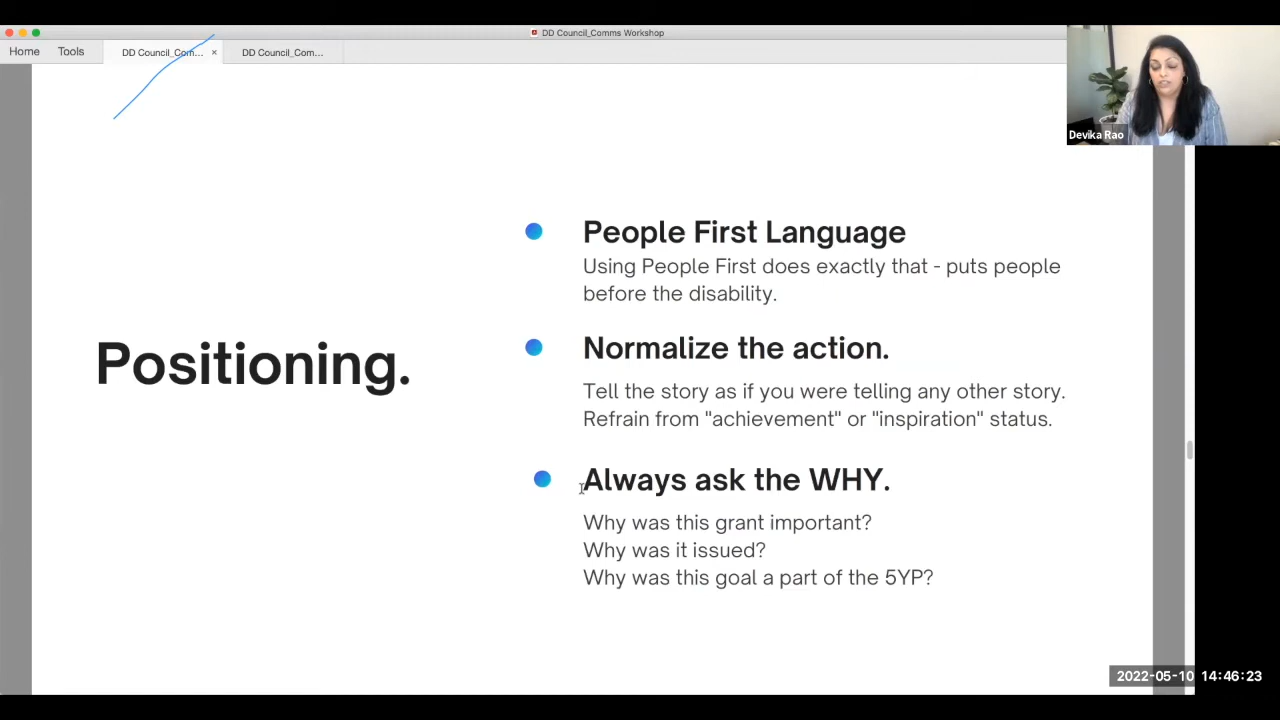 DD Council_Comms Workshop
Home Tools DD Council_Com... × DD Council_Com...
Devika Rao
People First Language
Using People First does exactly that - puts people
before the disability.
Positioning.
Normalize the action.
Tell the story as if you were telling any other story.
Refrain from "achievement" or "inspiration" status.
Always ask the WHY.
Why was this grant important?
Why was it issued?
Why was this goal a part of the 5YP?
2022-05-10 14:46:23